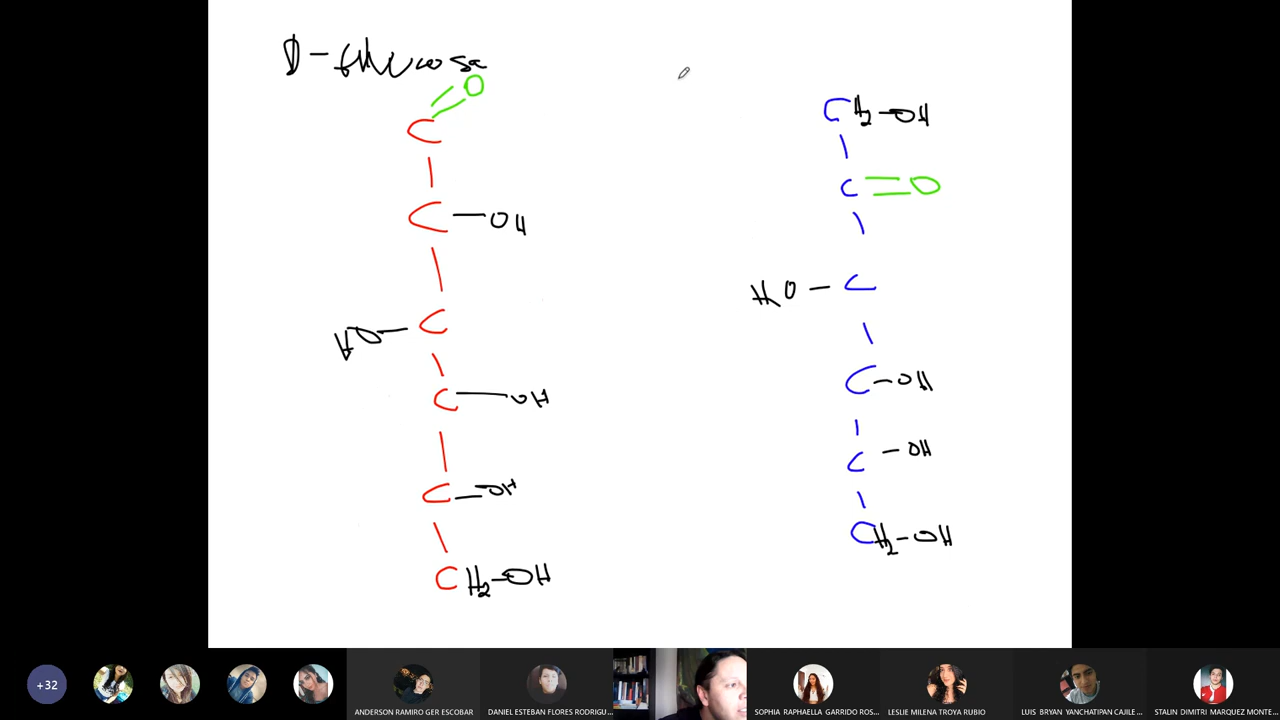 D-Glucosa
O
C
C-OH
HO-C
C-OH
C-OH
CH2-OH
CH2-OH
C=O
HO-C
C-OH
C-OH
CH2-OH
+32
ANDERSON RAMIRO GER ESCOBAR
DANIEL ESTEBAN FLORES RODRIGU...
SOPHIA RAPHAELLA GARRIDO ROS...
LESLIE MILENA TROYA RUBIO
LUIS BRYAN YANCHATIPAN CAJILE...
STALIN DIMITRI MARQUEZ MONTE...